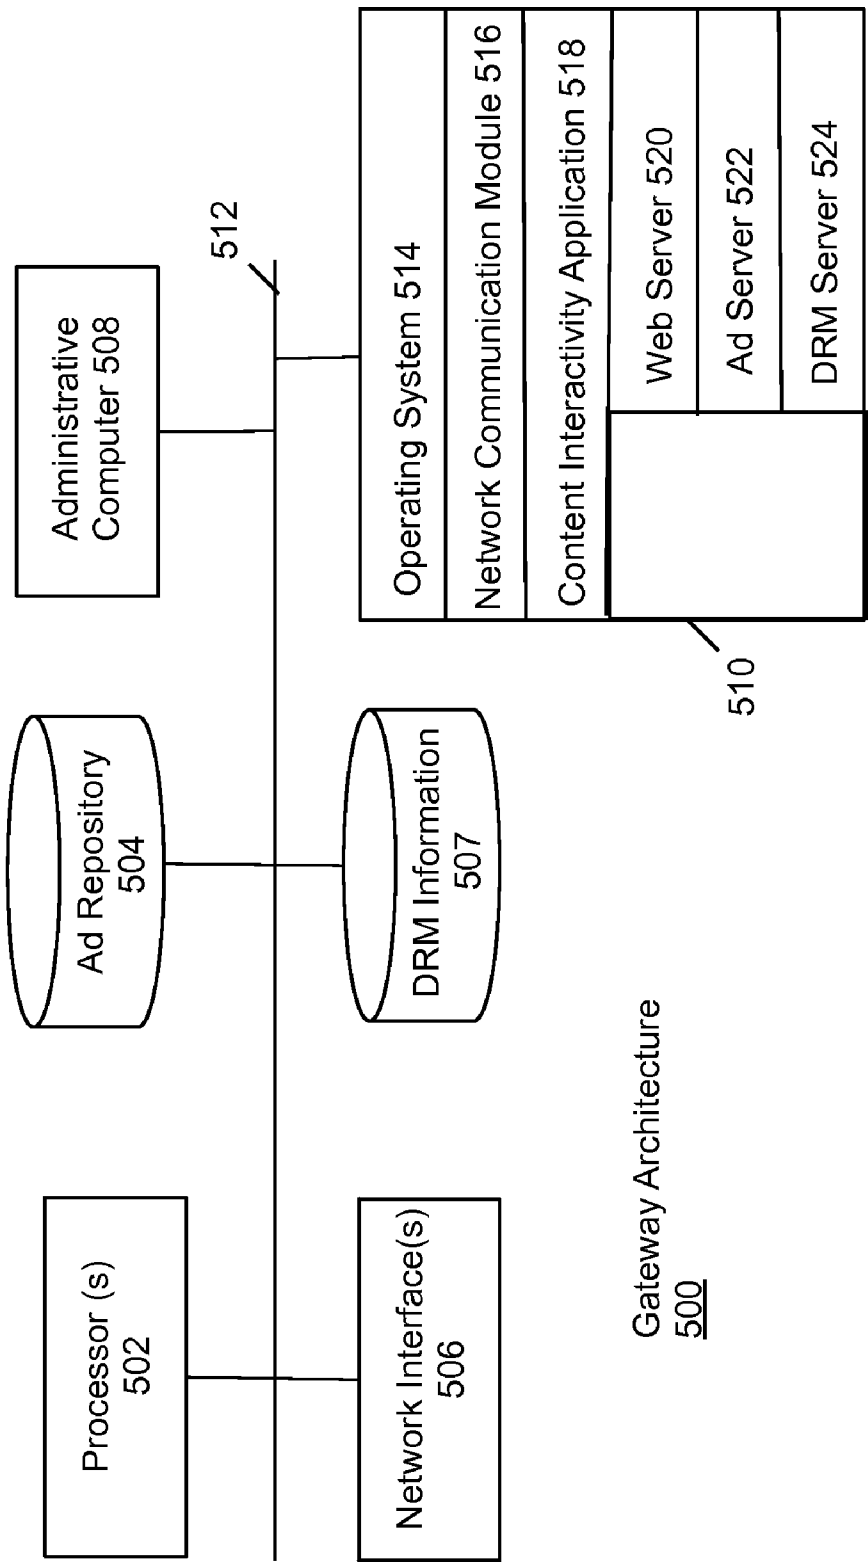 Processor (s)
502
Ad Repository
504
Administrative
Computer 508
512
Network Interface(s)
506
DRM Information
507
510
Operating System 514
Network Communication Module 516
Content Interactivity Application 518
Web Server 520
Ad Server 522
DRM Server 524
Gateway Architecture
500